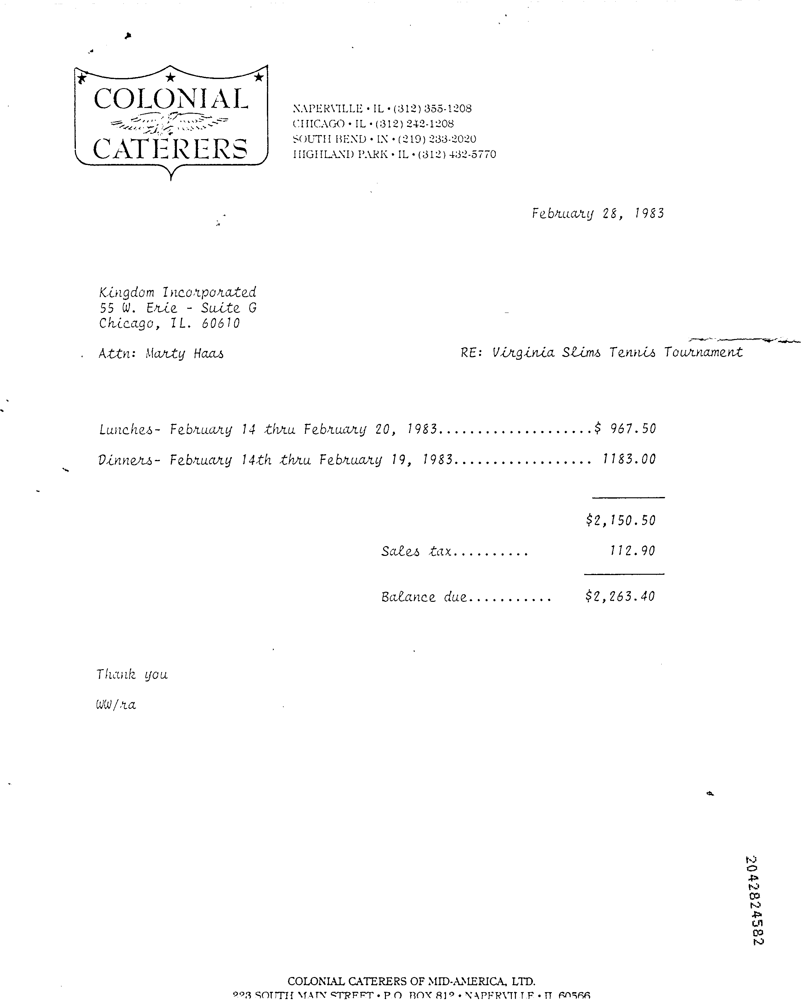 COLONIAL
CATERERS
NAPERVILLE • IL • (312) 355-1208
CHICAGO • IL • (312) 242-1208
SOUTH BEND • IN • (219) 233-2020
HIGHLAND PARK • IL • (312) 432-5770
February 28, 1983
Kingdom Incorporated
55 W. Erie - Suite G
Chicago, IL. 60610
Attn: Marty Haas
RE: Virginia Slims Tennis Tournament
Lunches- February 14 thru February 20, 1983....................$ 967.50
Dinners- February 14th thru February 19, 1983.................. 1183.00
$2,150.50
Sales tax.......... 112.90
Balance due........... $2,263.40
Thank you
WW/ra
2042824582
COLONIAL CATERERS OF MID-AMERICA, LTD.
223 SOUTH MAIN STREET • P.O. BOX 812 • NAPERVILLE • IL 60566